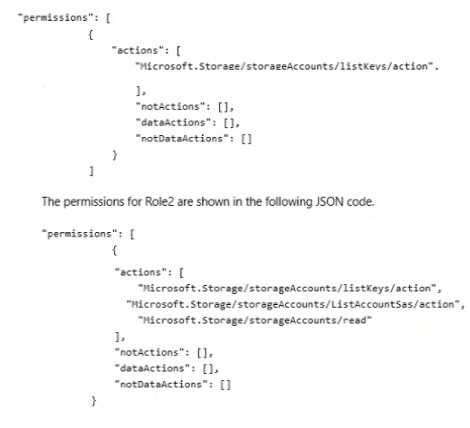 "permissions": [
{
"actions": [
"Microsoft.Storage/storageAccounts/listKeys/action".
],
"notActions": [],
"dataActions": [],
"notDataActions": []
}
]
The permissions for Role2 are shown in the following JSON code.
"permissions": [
{
"actions": [
"Microsoft.Storage/storageAccounts/listKeys/action",
"Microsoft.Storage/storageAccounts/ListAccountSas/action",
"Microsoft.Storage/storageAccounts/read"
],
"notActions": [],
"dataActions": [],
"notDataActions": []
}